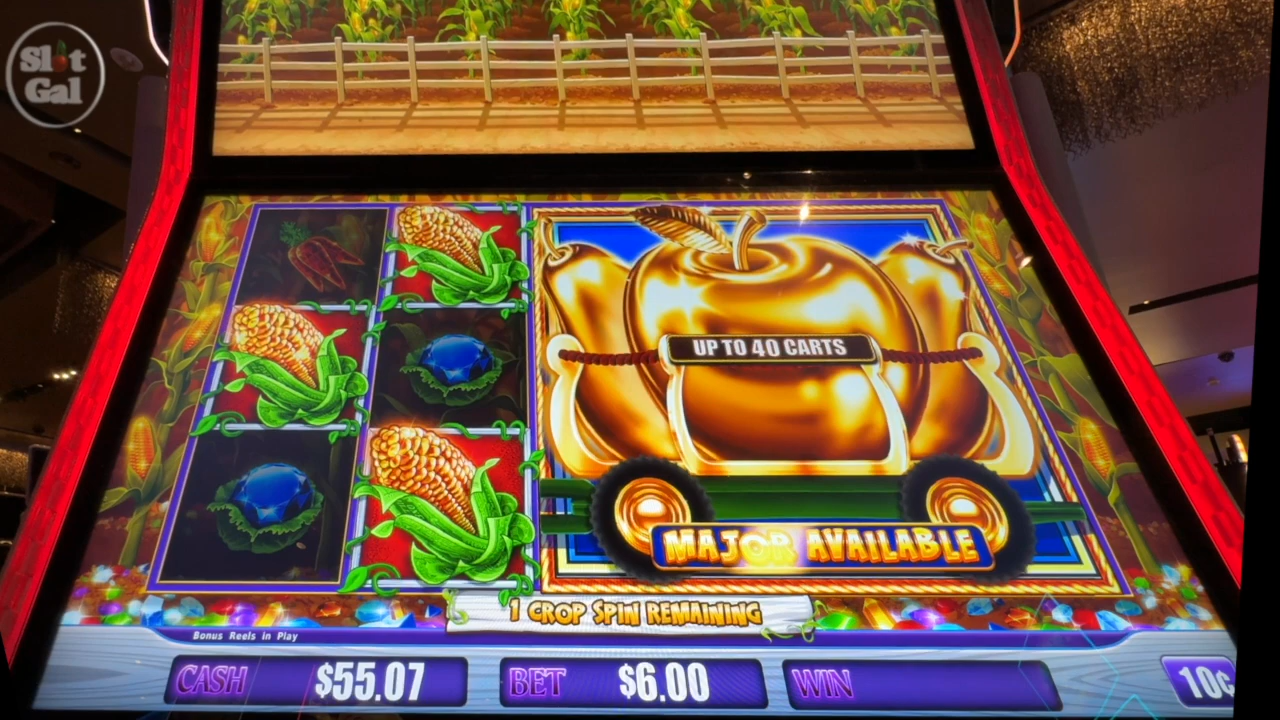 Slot
Gal
UP TO 40 CARTS
MAJOR AVAILABLE
1 CROP SPIN REMAINING
Bonus Reels in Play
CASH $55.07 BET $6.00 WIN 10¢